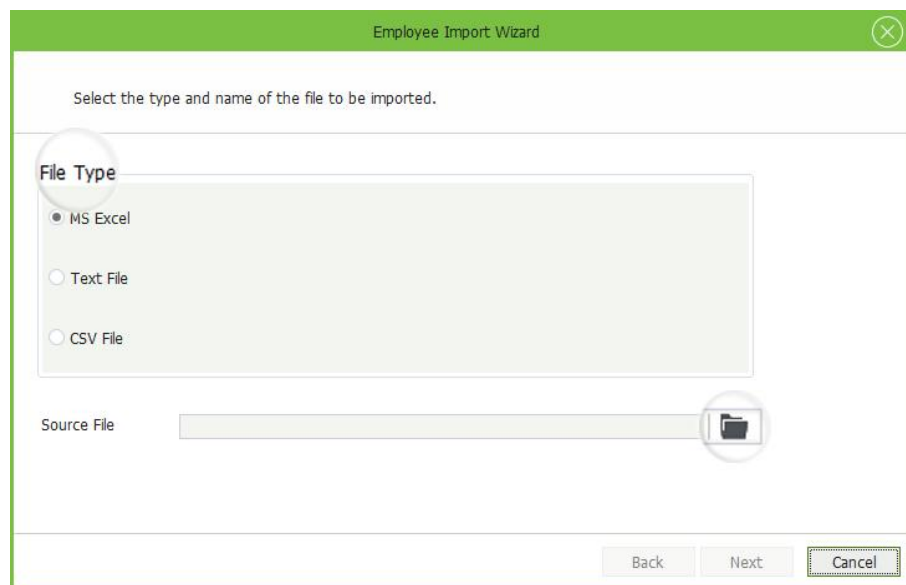 Employee Import Wizard
Select the type and name of the file to be imported.
File Type
MS Excel
Text File
CSV File
Source File
Back Next Cancel